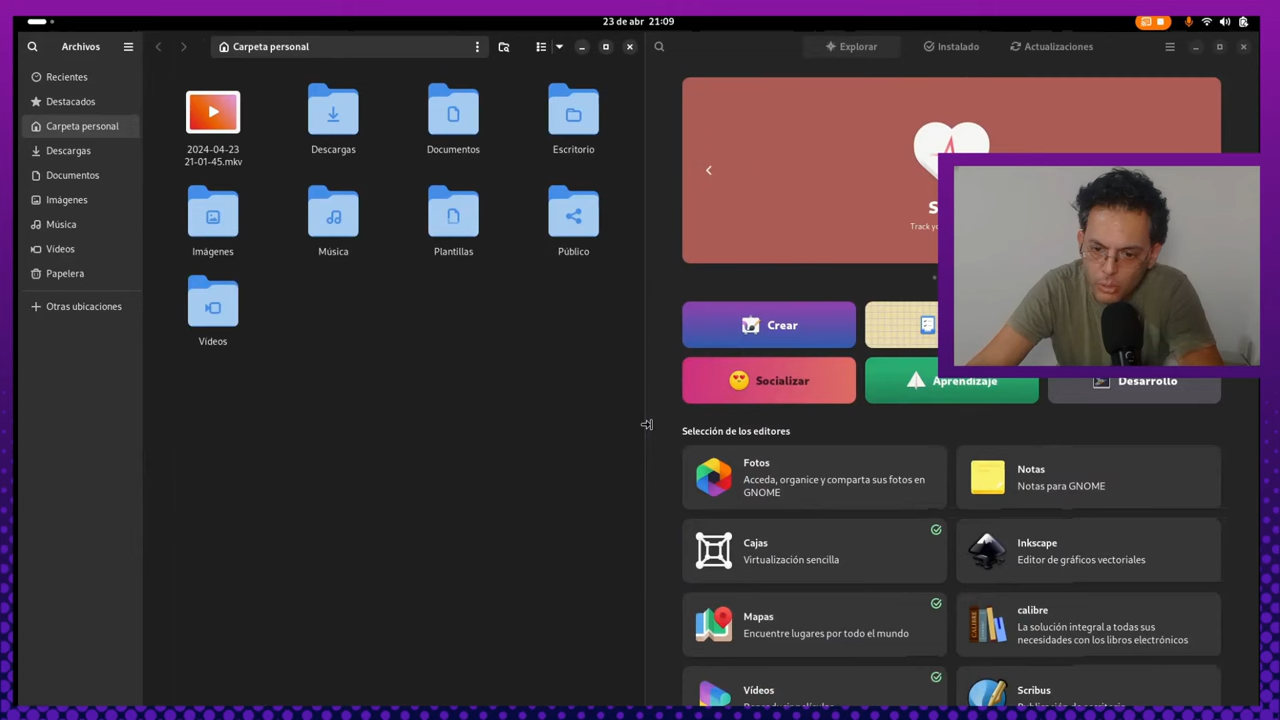 23 de abr 21:09
Archivos
Carpeta personal
Recientes
Destacados
Carpeta personal
Descargas
Documentos
Imágenes
Música
Vídeos
Papelera
Otras ubicaciones
2024-04-23
21-01-45.mkv
Descargas
Documentos
Escritorio
Imágenes
Música
Plantillas
Público
Vídeos
Explorar
Instalado
Actualizaciones
S
Track yo
Crear
Socializar
Aprendizaje
Desarrollo
Selección de los editores
Fotos
Acceda, organice y comparta sus fotos en
GNOME
Notas
Notas para GNOME
Cajas
Virtualización sencilla
Inkscape
Editor de gráficos vectoriales
Mapas
Encuentre lugares por todo el mundo
calibre
La solución integral a todas sus
necesidades con los libros electrónicos
Vídeos
Scribus